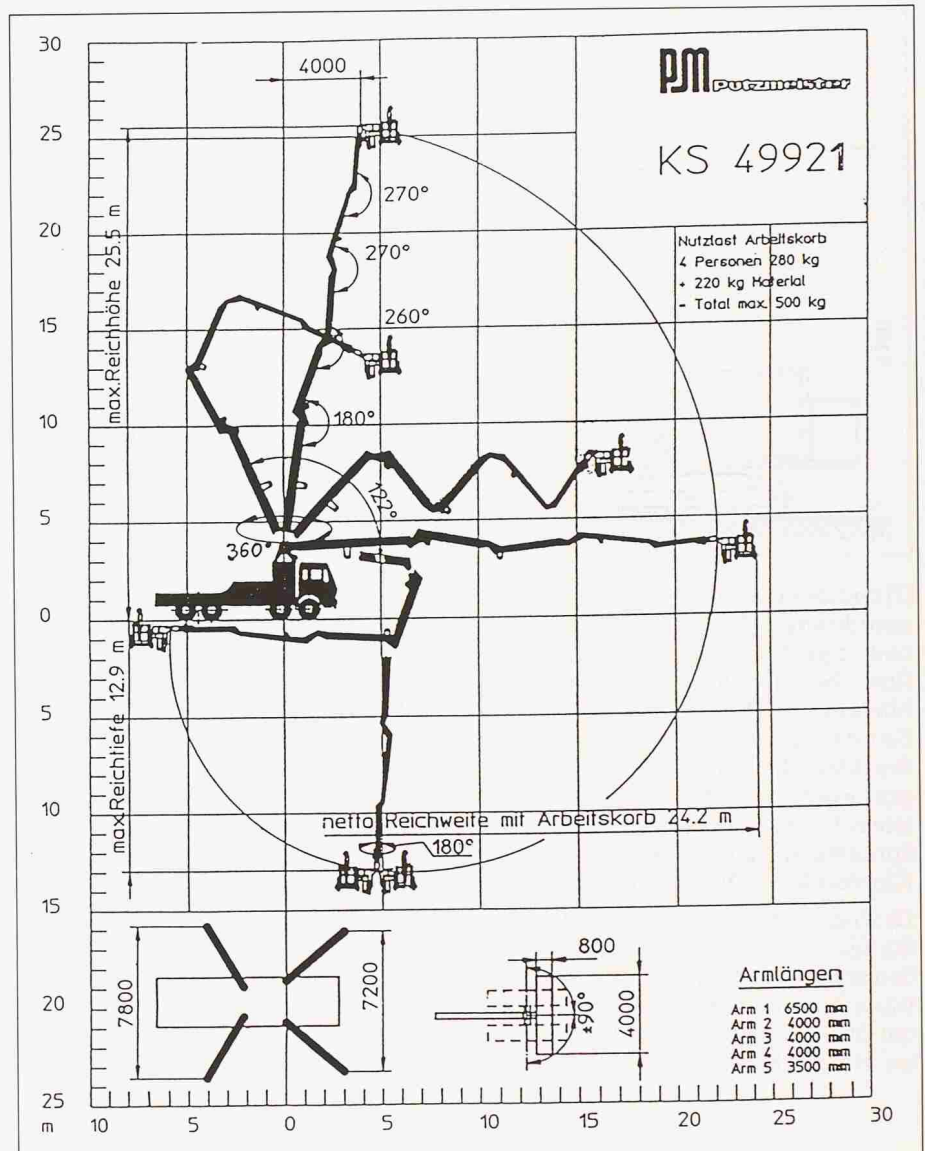 30
4000
PM Putzmeister
KS 49921
25
max.Reichhöhe 25.5 m
270°
20
270°
Nutzlast Arbeitskorb
4 Personen 280 kg
+ 220 kg Material
- Total max. 500 kg
15
260°
10
180°
122°
5
360°
0
max.Reichtiefe 12.9 m
5
10
netto Reichweite mit Arbeitskorb 24.2 m
180°
15
7800
7200
800
±90°
4000
Armlängen
20
Arm 1 6500 mm
Arm 2 4000 mm
Arm 3 4000 mm
Arm 4 4000 mm
Arm 5 3500 mm
25
m 10 5 0 5 10 15 20 25 30